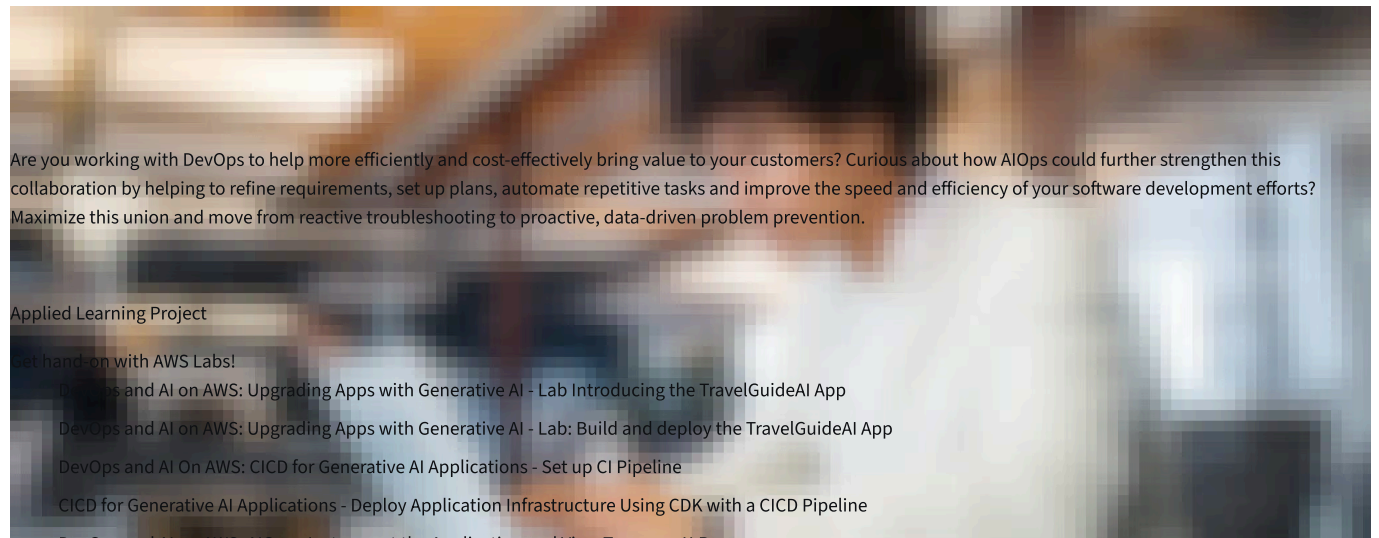 Are you working with DevOps to help more efficiently and cost-effectively bring value to your customers? Curious about how AIOps could further strengthen this
collaboration by helping to refine requirements, set up plans, automate repetitive tasks and improve the speed and efficiency of your software development efforts?
Maximize this union and move from reactive troubleshooting to proactive, data-driven problem prevention.
Applied Learning Project
Get hand-on with AWS Labs!
DevOps and AI on AWS: Upgrading Apps with Generative AI - Lab Introducing the TravelGuideAI App
DevOps and AI on AWS: Upgrading Apps with Generative AI - Lab: Build and deploy the TravelGuideAI App
DevOps and AI On AWS: CICD for Generative AI Applications - Set up CI Pipeline
CICD for Generative AI Applications - Deploy Application Infrastructure Using CDK with a CICD Pipeline